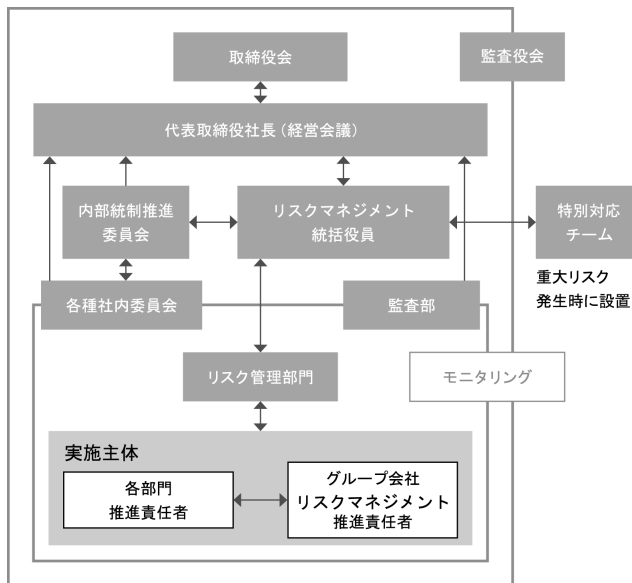 取締役会
監査役会
代表取締役社長（経営会議）
内部統制推進
委員会
リスクマネジメント
統括役員
特別対応
チーム
重大リスク
発生時に設置
各種社内委員会
監査部
リスク管理部門
モニタリング
実施主体
各部門
推進責任者
グループ会社
リスクマネジメント
推進責任者